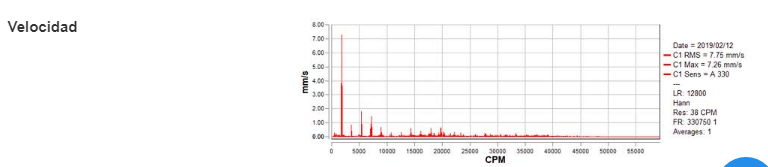 Velocidad
8.00
7.00
6.00
5.00
4.00
3.00
2.00
1.00
0.00
mm/s
0 5000 10000 15000 20000 25000 30000 35000 40000 45000 50000 55000
CPM
Date = 2019/02/12
C1 RMS = 7.75 mm/s
C1 Max = 7.26 mm/s
C1 Sens = A 330
---
LR: 12800
Hann
Res: 38 CPM
FR: 330750 1
Averages: 1